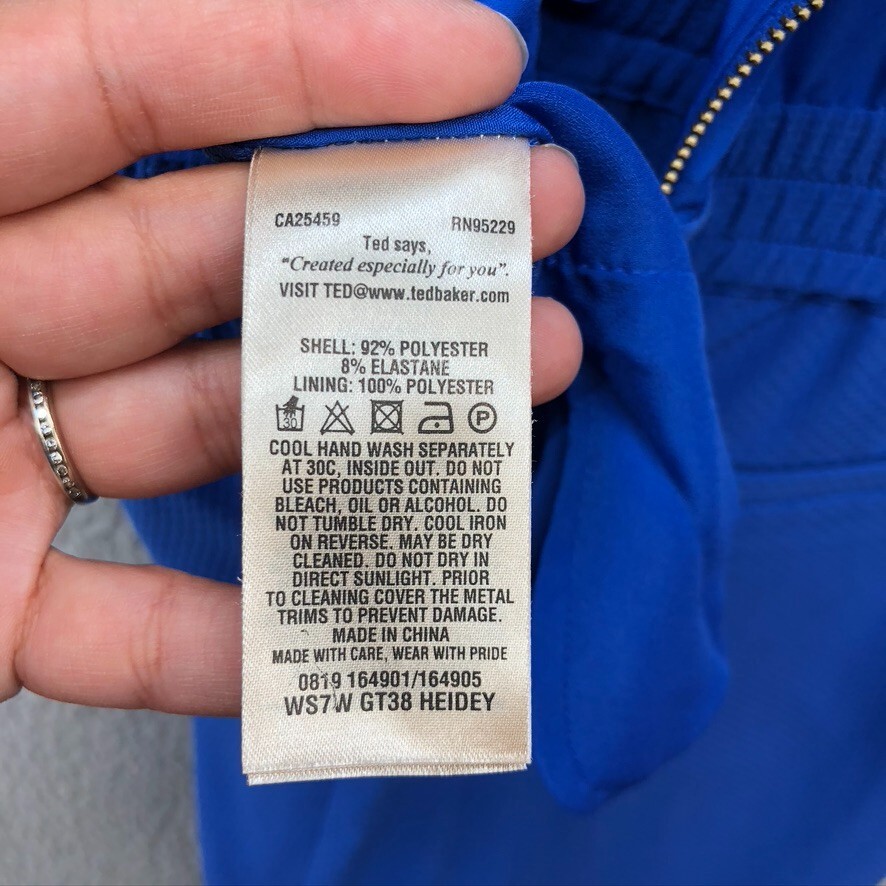 CA25459 RN95229
Ted says,
"Created especially for you".
VISIT TED@www.tedbaker.com
SHELL: 92% POLYESTER
8% ELASTANE
LINING: 100% POLYESTER
30 P
COOL HAND WASH SEPARATELY
AT 30C, INSIDE OUT. DO NOT
USE PRODUCTS CONTAINING
BLEACH, OIL OR ALCOHOL. DO
NOT TUMBLE DRY. COOL IRON
ON REVERSE. MAY BE DRY
CLEANED. DO NOT DRY IN
DIRECT SUNLIGHT. PRIOR
TO CLEANING COVER THE METAL
TRIMS TO PREVENT DAMAGE.
MADE IN CHINA
MADE WITH CARE, WEAR WITH PRIDE
0819 164901/164905
WS7W GT38 HEIDEY